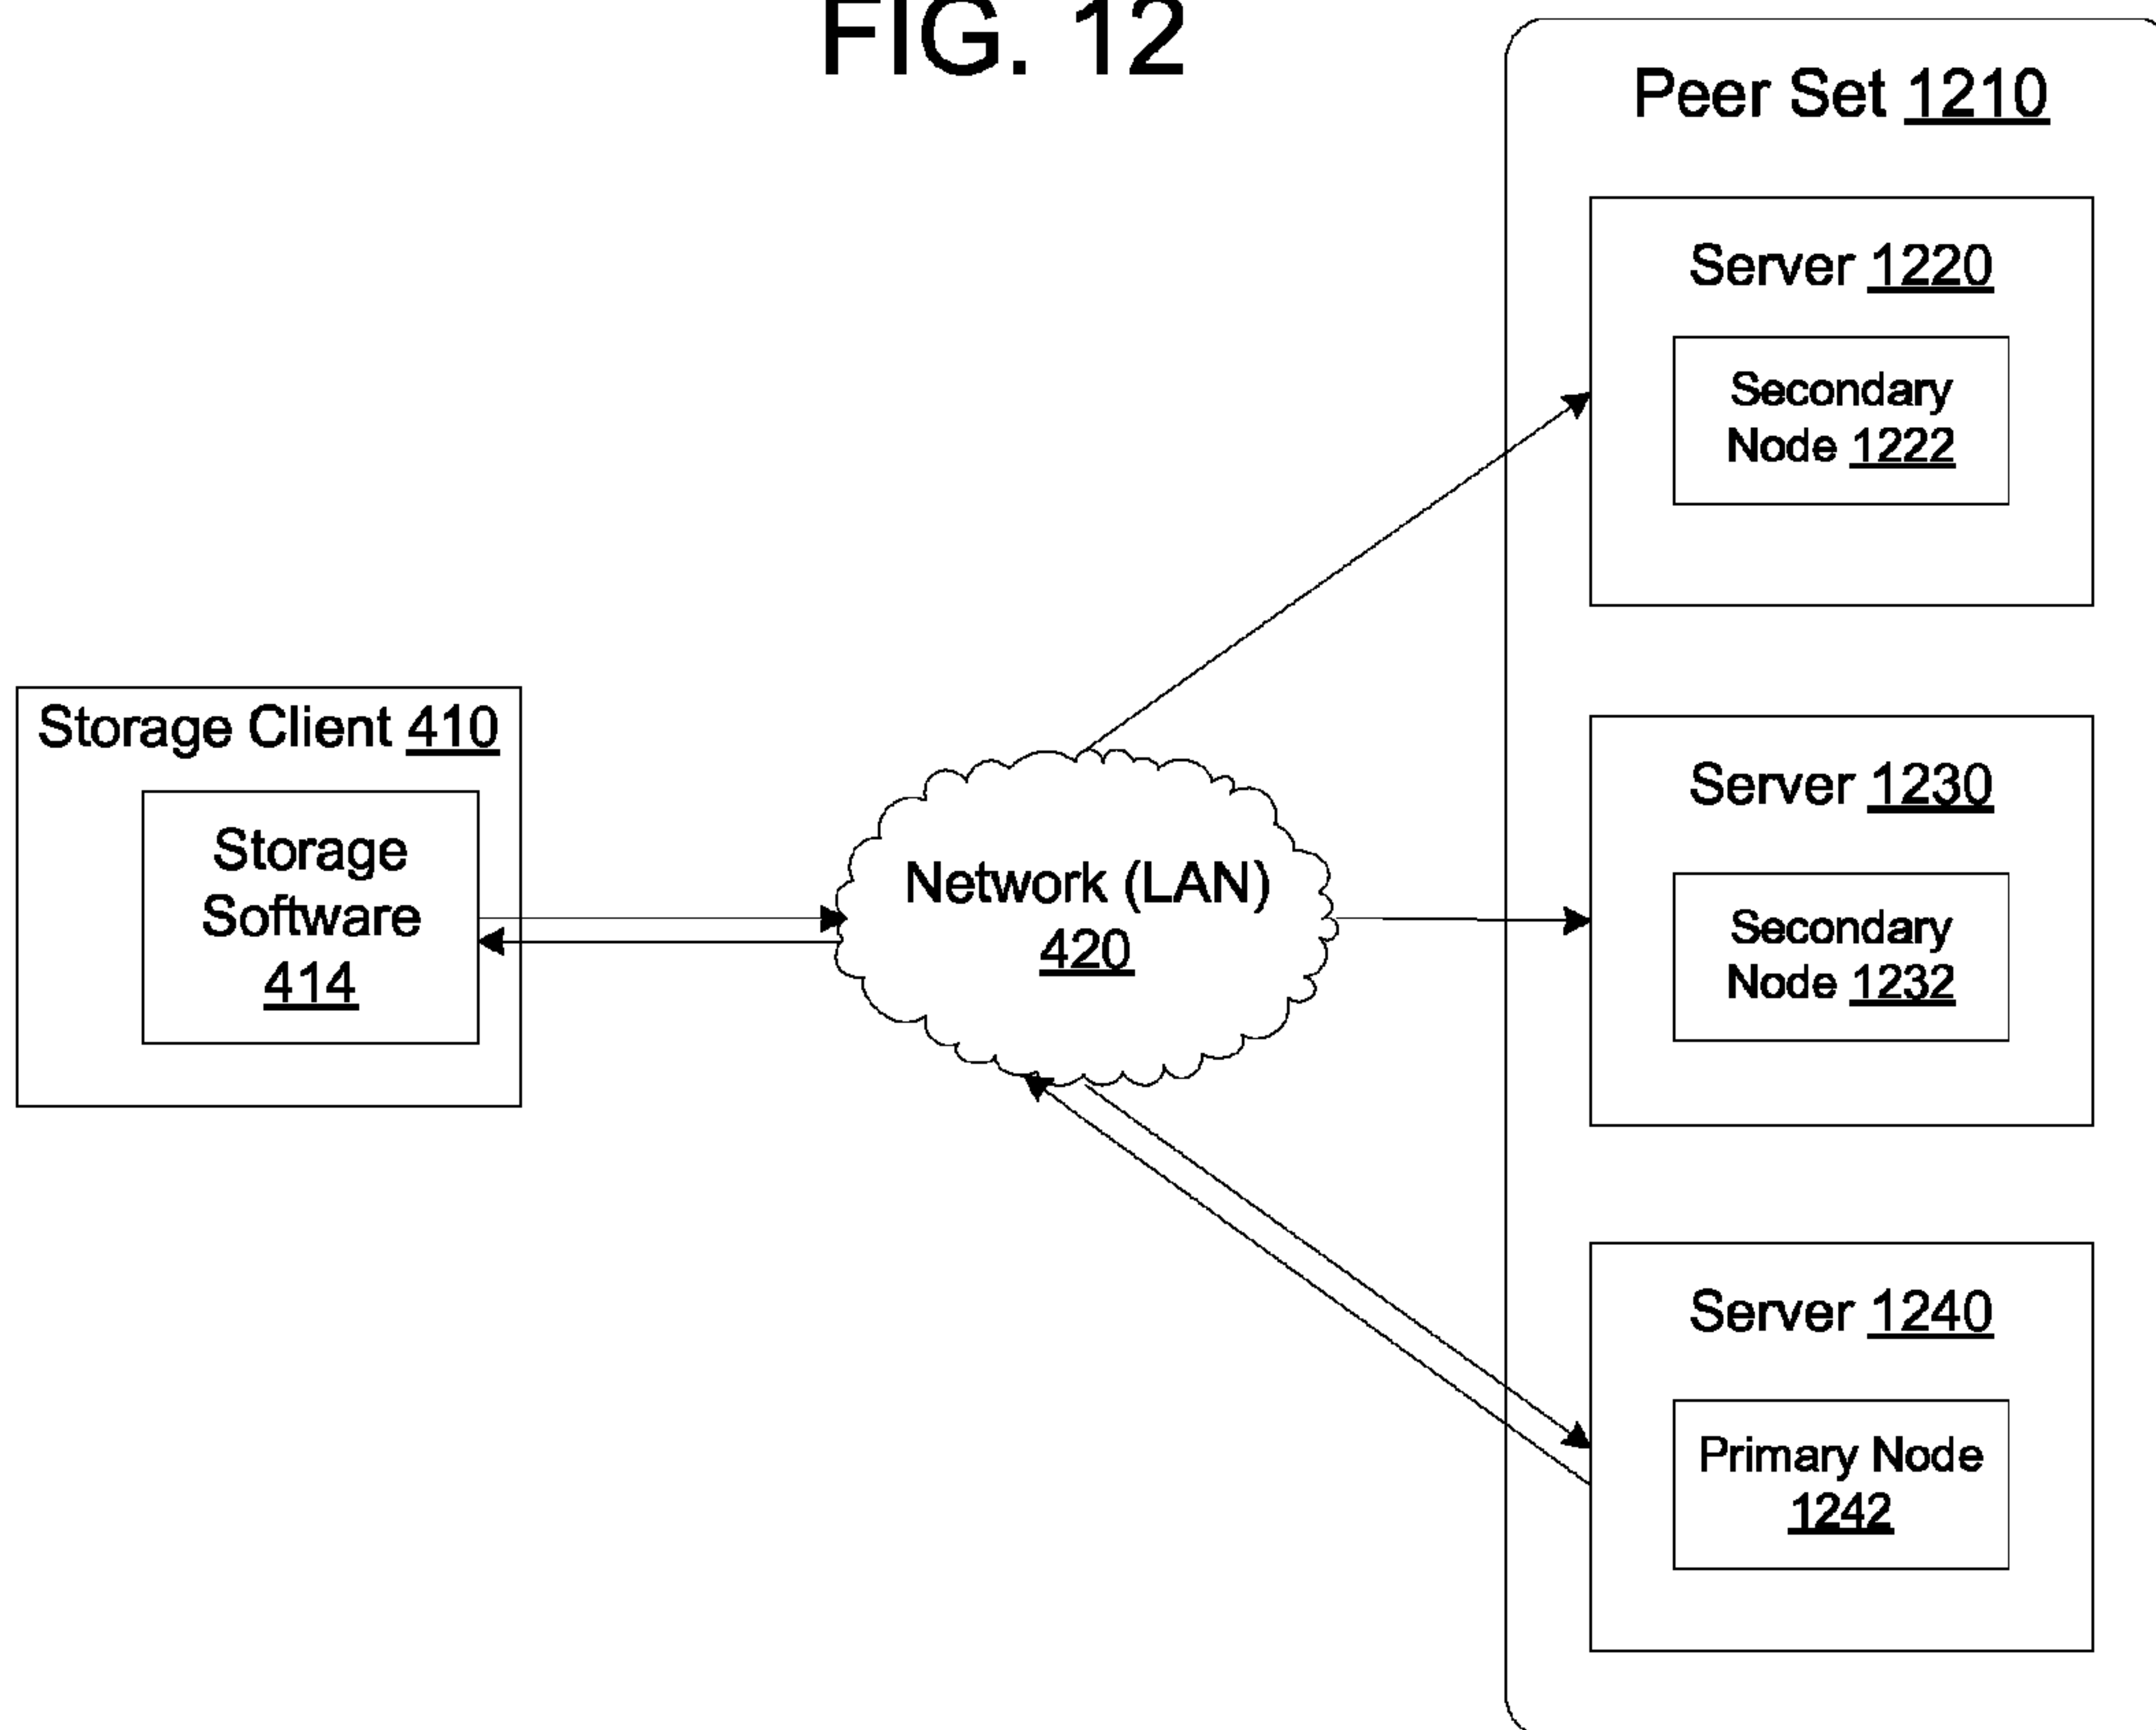 FIG. 12
Peer Set 1210
Server 1220
Secondary
Node 1222
Storage Client 410
Storage
Software
414
Network (LAN)
420
Server 1230
Secondary
Node 1232
Server 1240
Primary Node
1242